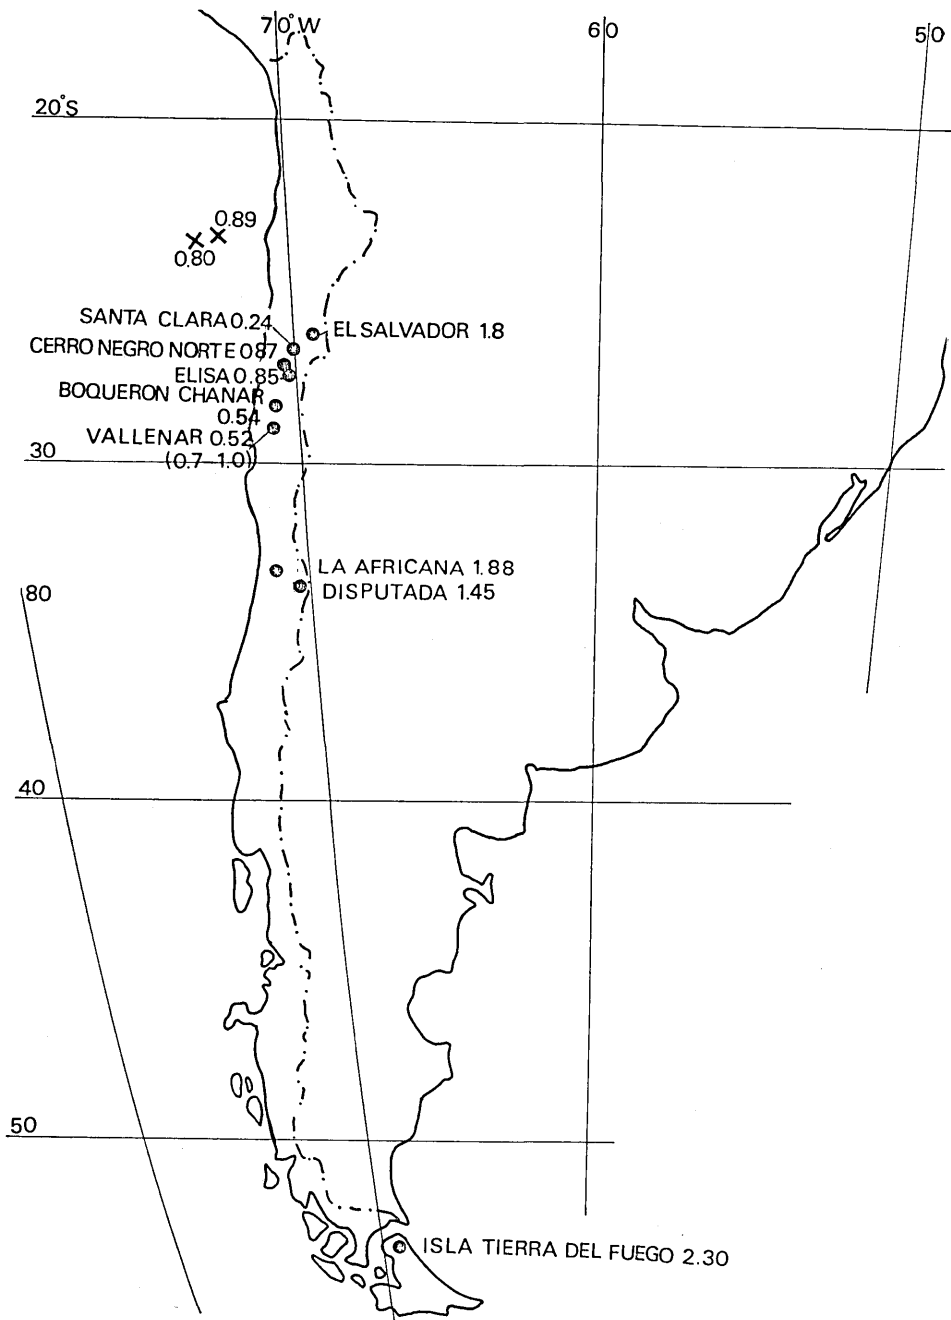 70°W
60
50
20°S
0.89
0.80
SANTA CLARA 0.24
EL SALVADOR 1.8
CERRO NEGRO NORTE 0.87
ELISA 0.85
BOQUERON CHANAR
0.54
VALLENAR 0.52
(0.7-1.0)
30
LA AFRICANA 1.88
DISPUTADA 1.45
80
40
50
ISLA TIERRA DEL FUEGO 2.30